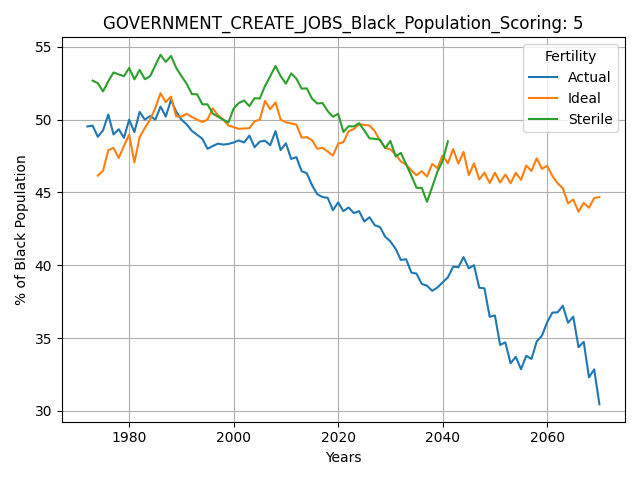 GOVERNMENT_CREATE_JOBS_Black_Population_Scoring: 5
Fertility
Actual
Ideal
Sterile
% of Black Population
55
50
45
40
35
30
1980
2000
2020
2040
2060
Years